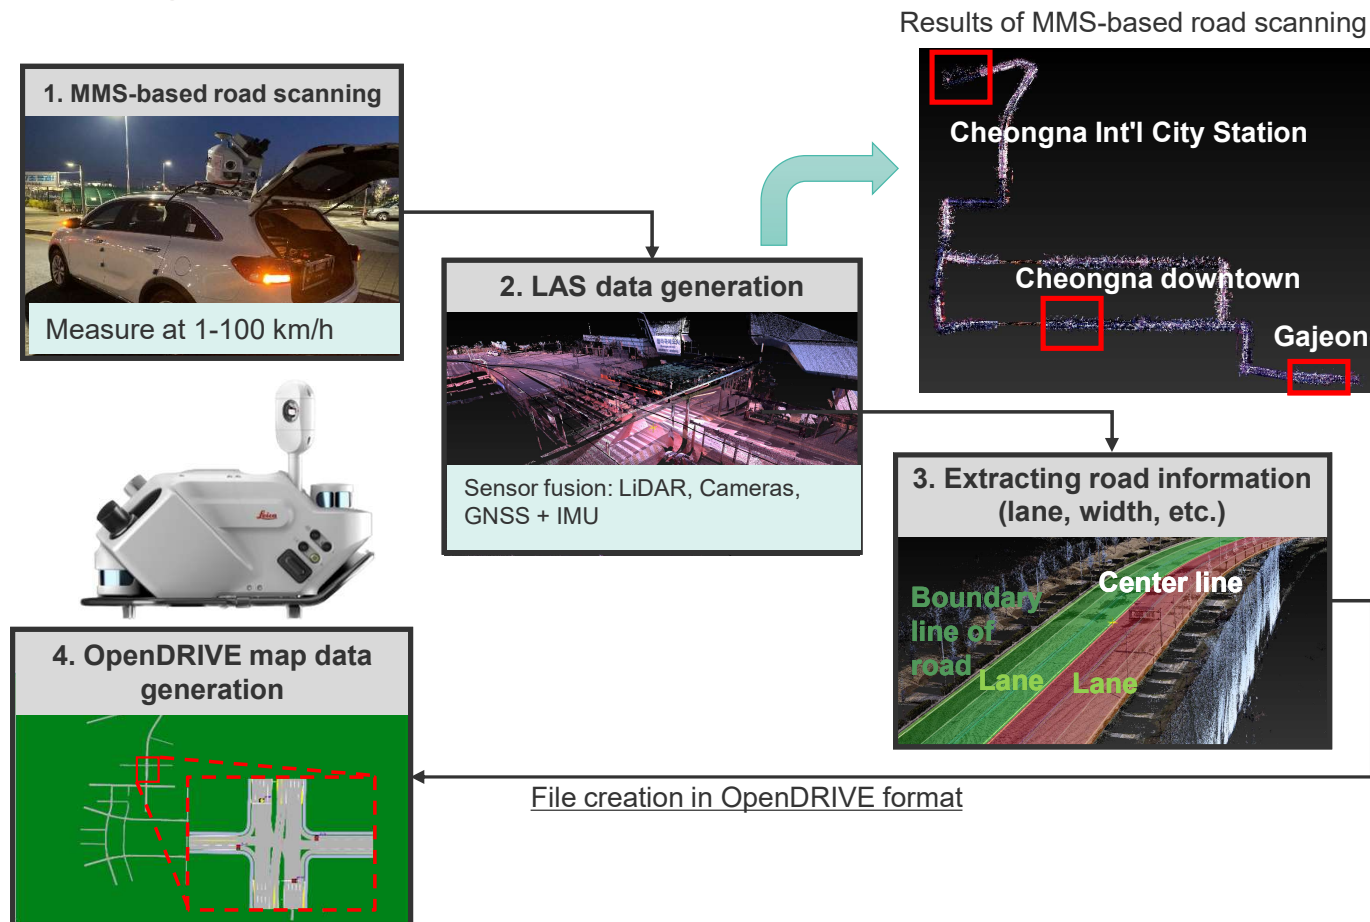 Results of MMS-based road scanning
1. MMS-based road scanning
Measure at 1-100 km/h
Cheongna Int'l City Station
Cheongna downtown
Gajeon
2. LAS data generation
Sensor fusion: LiDAR, Cameras,
GNSS + IMU
Leica
3. Extracting road information
(lane, width, etc.)
Center line
Boundary
line of
road
Lane
Lane
4. OpenDRIVE map data
generation
File creation in OpenDRIVE format